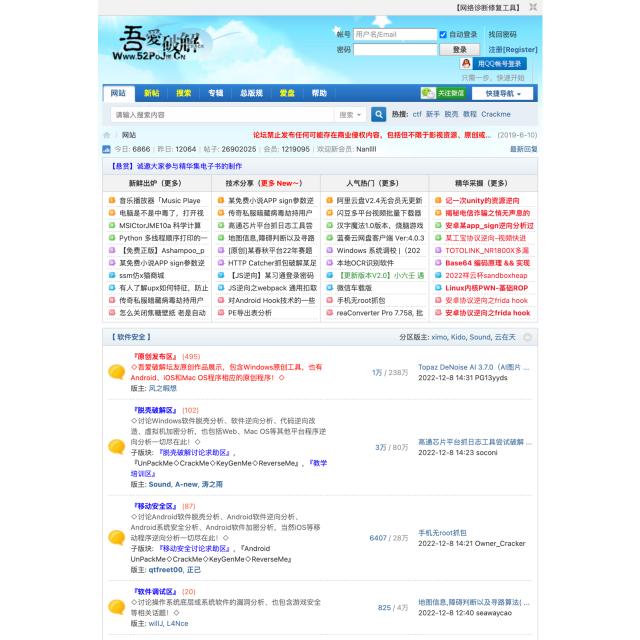 【网络诊断修复工具】
吾愛破解
Www.52PoJie.Cn
帐号 用户名/Email 自动登录 找回密码
密码 登录 注册[Register]
用QQ帐号登录
只需一步，快速开始
网站 新帖 搜索 专辑 总版规 爱盘 帮助 关注微信 快捷导航
请输入搜索内容 搜索 热搜: ctf 新手 脱壳 教程 Crackme
网站
论坛禁止发布任何可能存在商业侵权内容，包括但不限于影视资源、原创破... (2019-6-10)
今日: 6866 | 昨日: 12064 | 帖子: 26902025 | 会员: 1219095 | 欢迎新会员: Nanllll 最新回复
【悬赏】诚邀大家参与精华集电子书的制作
新鲜出炉（更多） 技术分享（更多 New～） 人气热门（更多） 精华采撷（更多）
音乐播放器「Music Playe 某免费小说APP sign参数逆 阿里云盘V2.4无会员无更新 记一次unity的资源逆向
电脑是不是中毒了，打开视 传奇私服暗藏病毒劫持用户 闪豆多平台视频批量下载器 揭秘电信诈骗之悄无声息的
MSICtorJME10a 科学计算 高通芯片平台抓日志工具尝 汉字魔法1.0版本，烧脑游戏 安卓某app_sign逆向分析过
Python 多线程顺序打印的一 地图信息,障碍判断以及寻路 蓝奏云网盘客户端 Ver:4.0.3 某工宝协议逆向-视频快进
【免费正版】Ashampoo_p [原创]某春秋平台22年赛题 Windows 系统调校 |（202 TOTOLINK_NR1800X多漏
某免费小说APP sign参数逆 HTTP Catcher抓包破解某足 本地OCR识别软件 Base64 编码原理 && 实现
ssm仿x猫商城 【JS逆向】某习通登录密码 【更新版本V2.0】小六壬 遇 2022祥云杯sandboxheap
有人了解upx如何特征，防止 JS逆向之webpack 通用扣取 微信车载版 Linux内核PWN-基础ROP
传奇私服暗藏病毒劫持用户 对Android Hook技术的一些 手机无root抓包 安卓协议逆向之frida hook
怎么关闭焦糖壁纸 老是自动 PE导出表分析 reaConverter Pro 7.758, 批 安卓协议逆向之frida hook
【 软件安全 】 分区版主: ximo, Kido, Sound, 云在天
『原创发布区』 (495)
◇吾爱破解坛友原创作品展示，包含Windows原创工具，也有
Android、iOS和Mac OS程序相应的原创程序！◇
版主: 风之暇想
1万 / 238万
Topaz DeNoise AI 3.7.0（AI图片 ...
2022-12-8 14:31 PG13yyds
『脱壳破解区』 (102)
◇讨论Windows软件脱壳分析、软件逆向分析、代码逆向改
造、虚拟机加密分析，也包括Web、Mac OS等其他平台程序逆
向分析一切尽在此！◇
子版块: 『脱壳破解讨论求助区』,
『UnPackMe◇CrackMe◇KeyGenMe◇ReverseMe』, 『教学
培训区』
版主: Sound, A-new, 涛之雨
3万 / 80万
高通芯片平台抓日志工具尝试破解 ...
2022-12-8 14:23 soconi
『移动安全区』 (87)
◇讨论Android软件脱壳分析、Android软件逆向分析、
Android系统安全分析、Android软件加密分析，当然iOS等移
动程序逆向分析一切尽在此！◇
子版块: 『移动安全讨论求助区』, 『Android
UnPackMe◇CrackMe◇KeyGenMe◇ReverseMe』
版主: qtfreet00, 正己
6407 / 28万
手机无root抓包
2022-12-8 14:21 Owner_Cracker
『软件调试区』 (20)
◇讨论操作系统底层或系统软件的漏洞分析、也包含游戏安全
等相关话题！◇
版主: willJ, L4Nce
825 / 4万
地图信息,障碍判断以及寻路算法( ...
2022-12-8 12:40 seawaycao